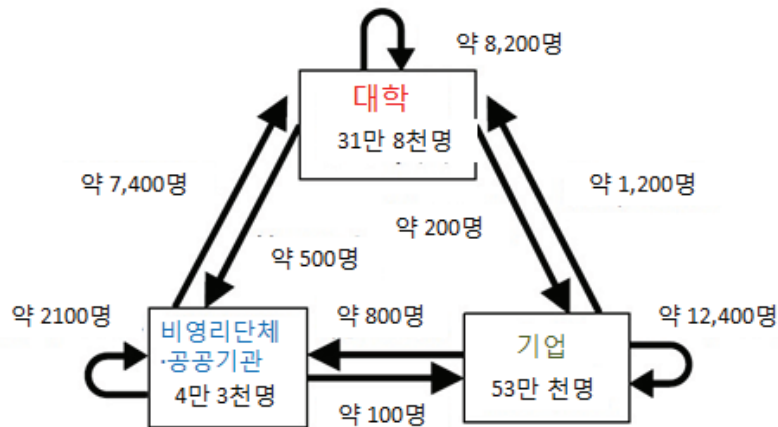 약 8,200명
대학
31만 8천명
약 7,400명
약 1,200명
약 200명
약 500명
약 2100명
비영리단체
·공공기관
4만 3천명
약 800명
약 100명
기업
53만 천명
약 12,400명